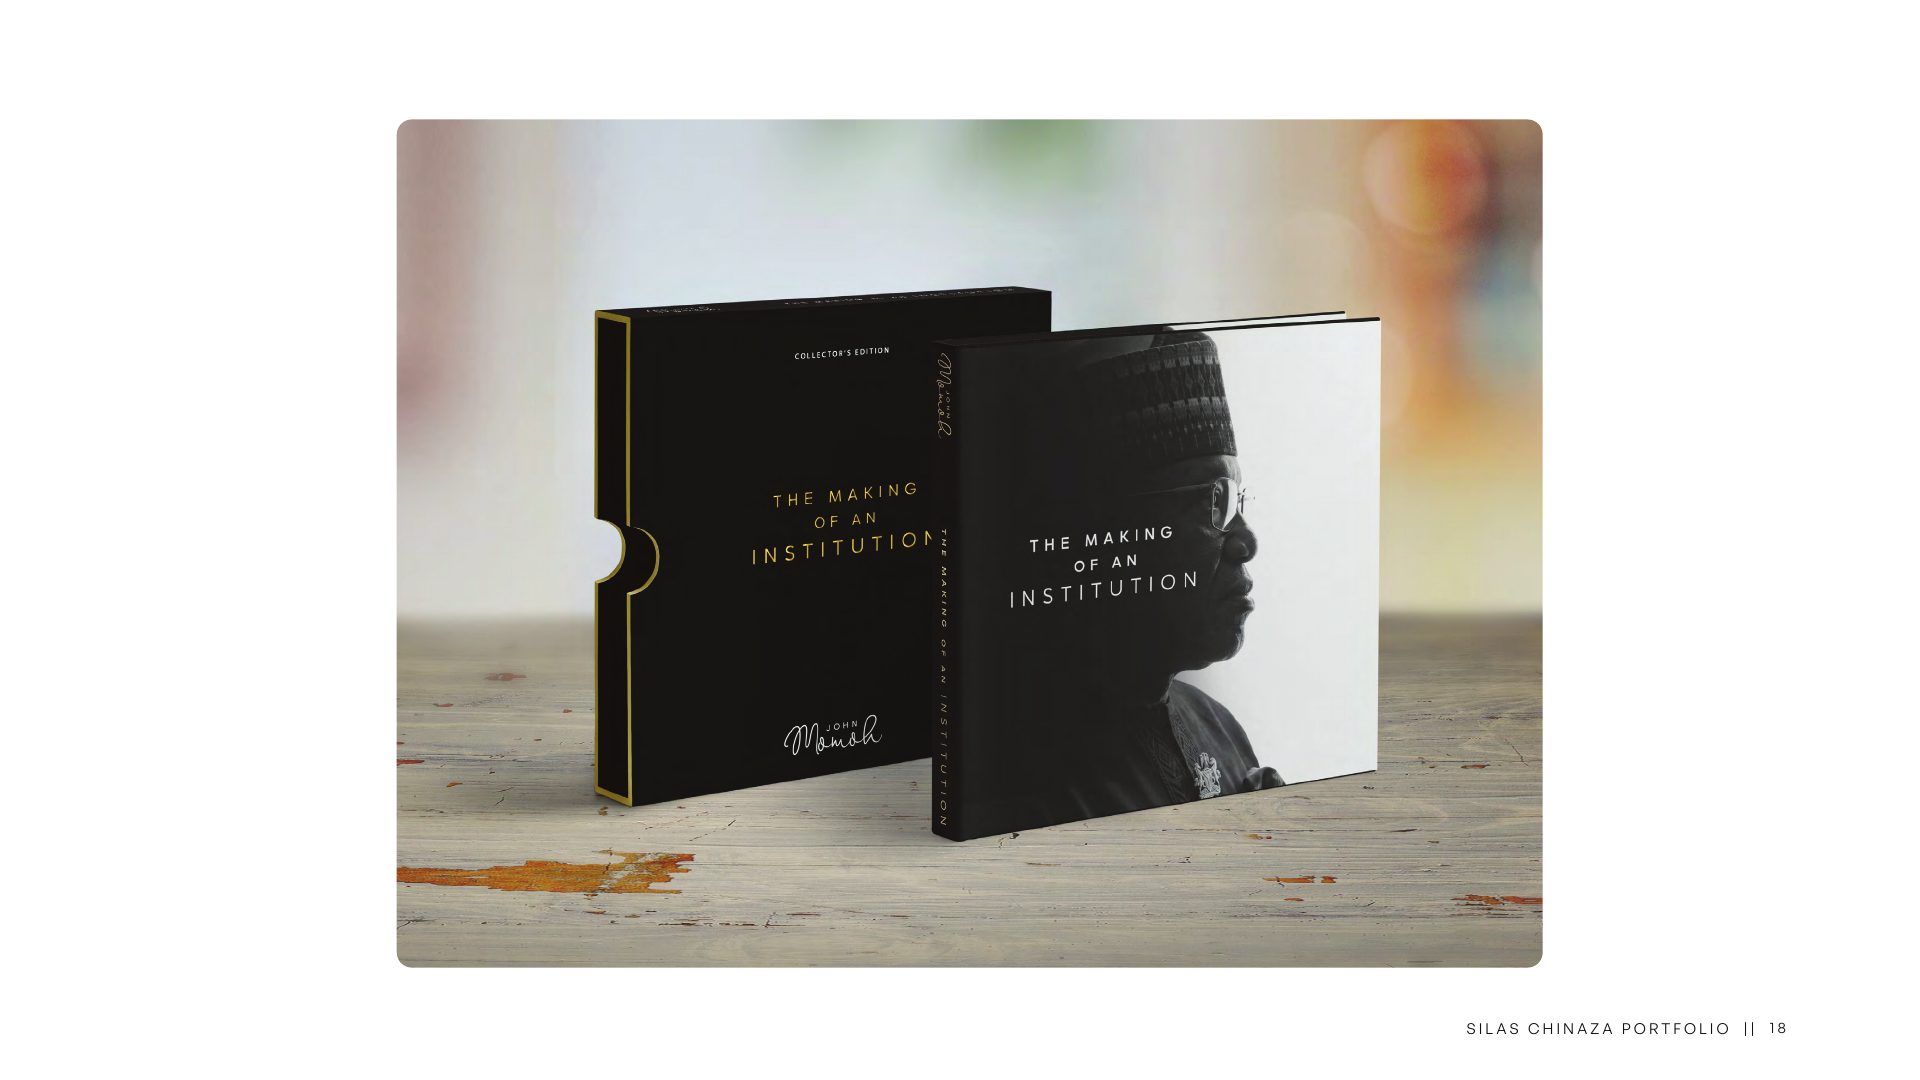 COLLECTOR'S EDITION
THE MAKING
OF AN
INSTITUTION
JOHN
Momoh
JOHN
Momoh
THE MAKING OF AN INSTITUTION
THE MAKING
OF AN
INSTITUTION
SILAS CHINAZA PORTFOLIO || 18